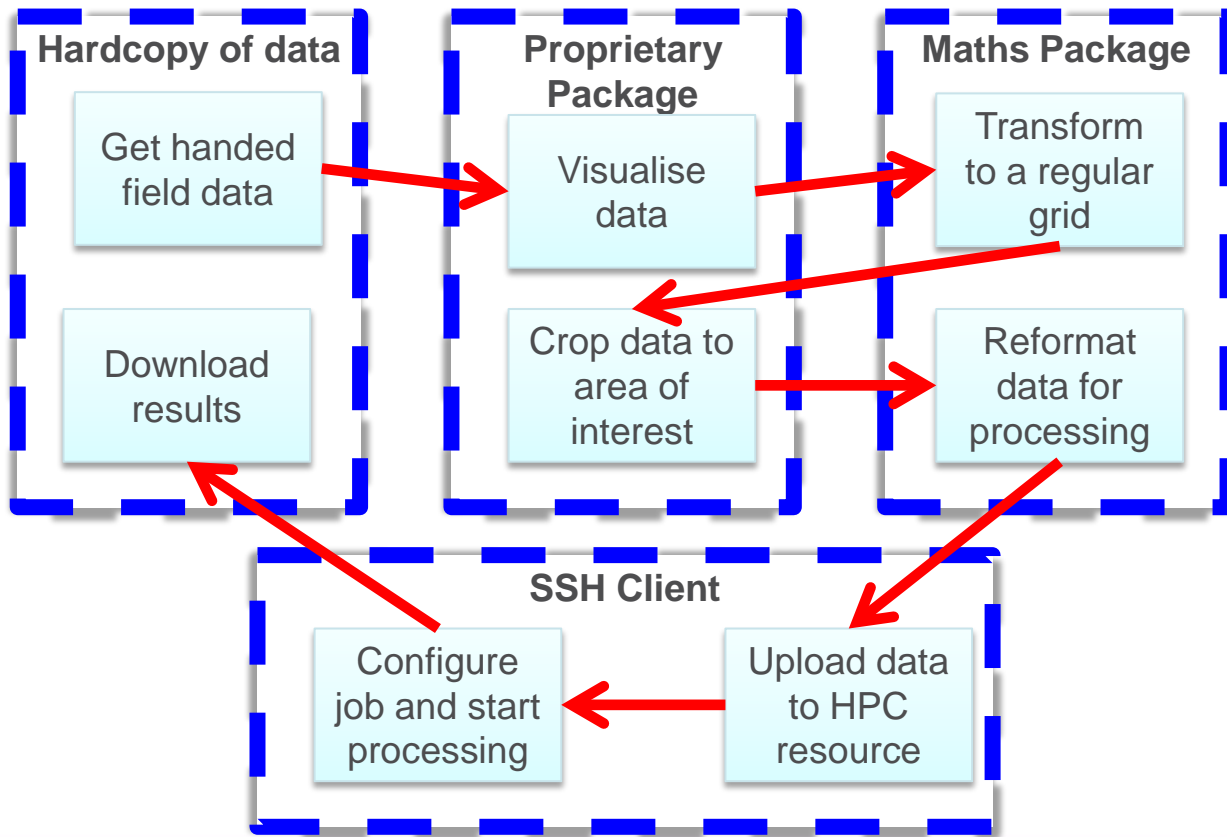 Hardcopy of data
Get handed
field data
Download
results
Proprietary
Package
Visualise
data
Crop data to
area of
interest
Maths Package
Transform
to a regular
grid
Reformat
data for
processing
SSH Client
Configure
job and start
processing
Upload data
to HPC
resource